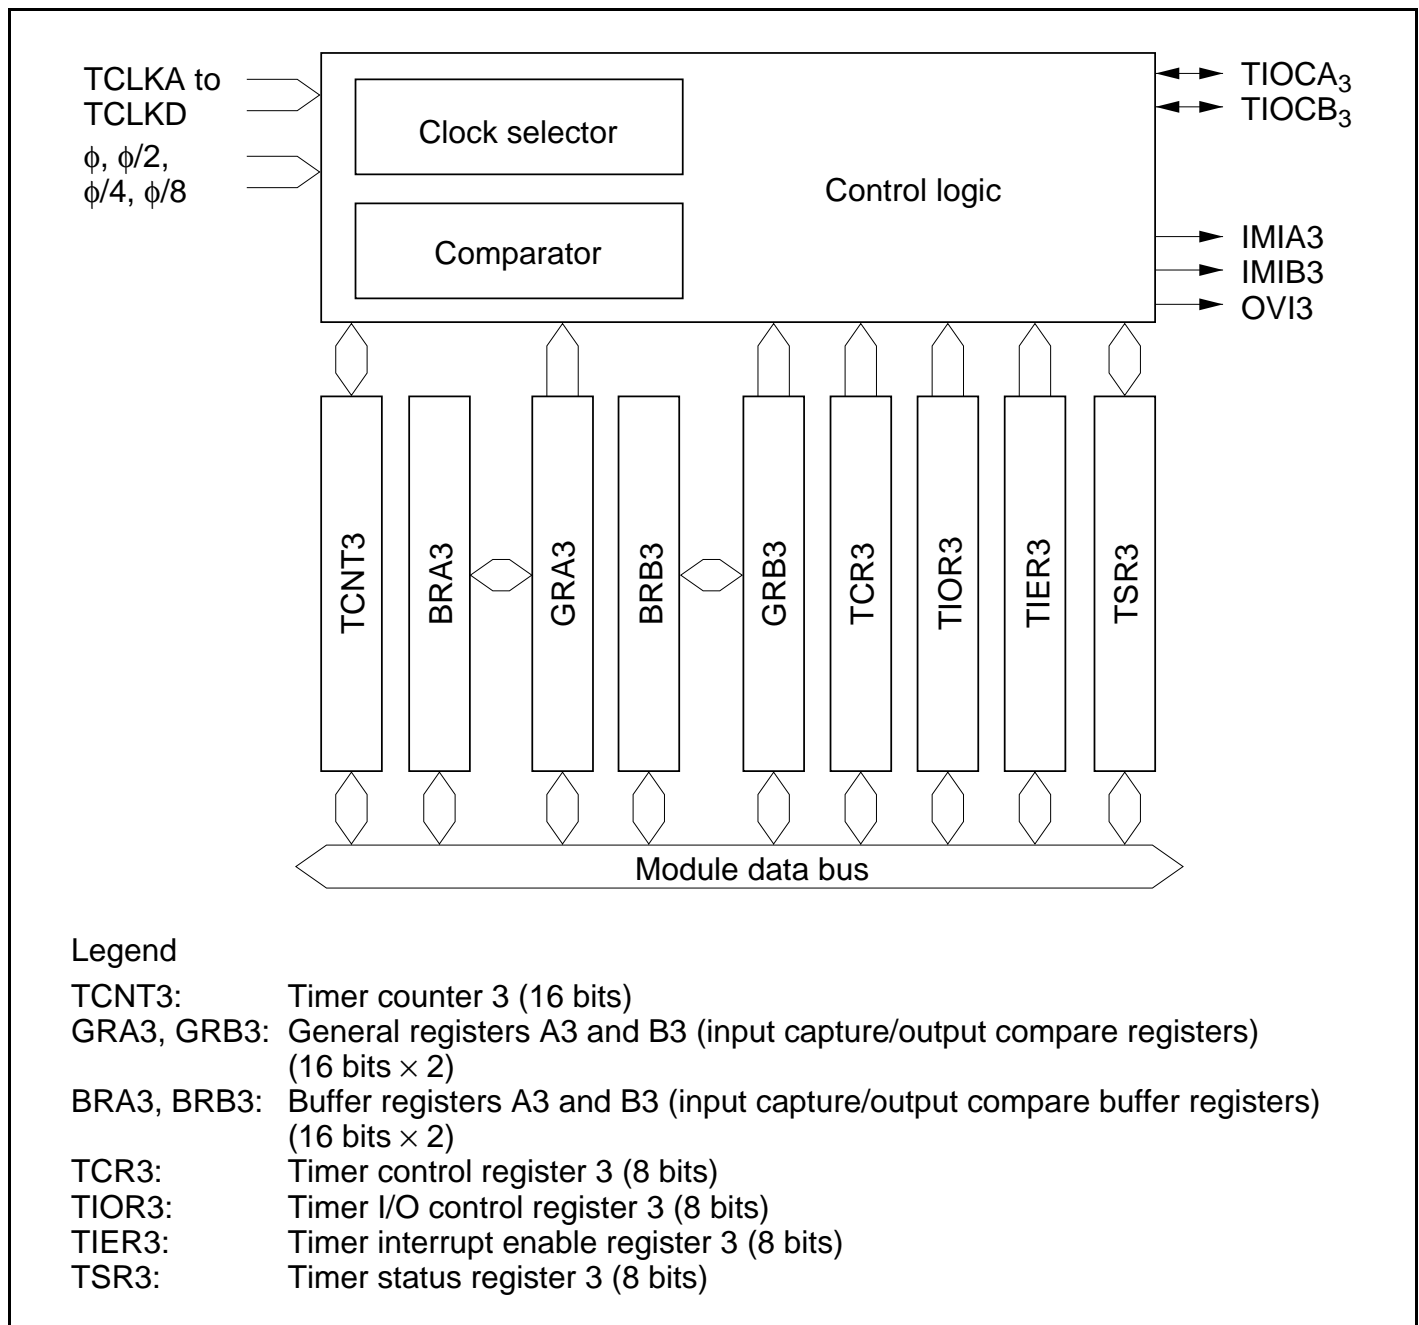 TCLKA to
TCLKD
ϕ, ϕ/2,
ϕ/4, ϕ/8
Clock selector
Comparator
Control logic
TIOCA3
TIOCB3
IMIA3
IMIB3
OVI3
TCNT3
BRA3
GRA3
BRB3
GRB3
TCR3
TIOR3
TIER3
TSR3
Module data bus
Legend
TCNT3: Timer counter 3 (16 bits)
GRA3, GRB3: General registers A3 and B3 (input capture/output compare registers)
(16 bits × 2)
BRA3, BRB3: Buffer registers A3 and B3 (input capture/output compare buffer registers)
(16 bits × 2)
TCR3: Timer control register 3 (8 bits)
TIOR3: Timer I/O control register 3 (8 bits)
TIER3: Timer interrupt enable register 3 (8 bits)
TSR3: Timer status register 3 (8 bits)